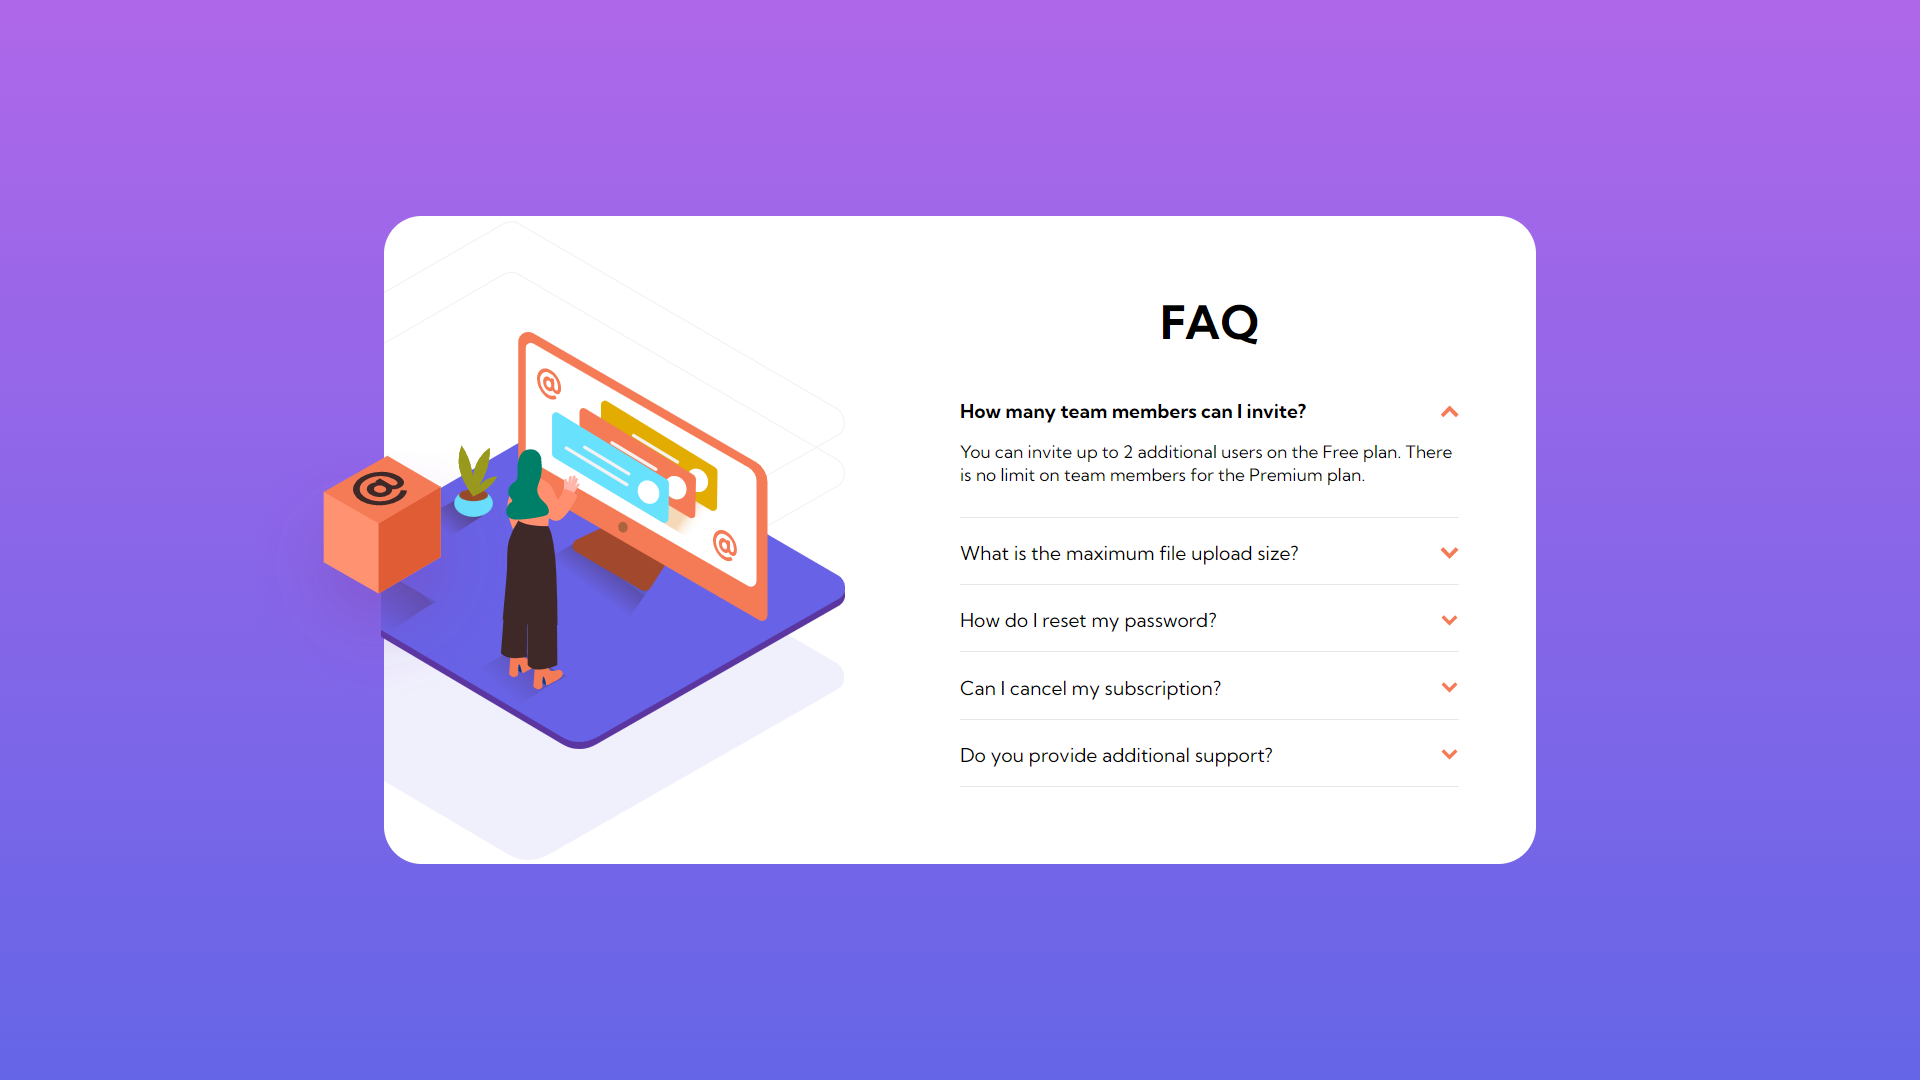 FAQ
How many team members can I invite?
You can invite up to 2 additional users on the Free plan. There
is no limit on team members for the Premium plan.
What is the maximum file upload size?
How do I reset my password?
Can I cancel my subscription?
Do you provide additional support?
@
@
@